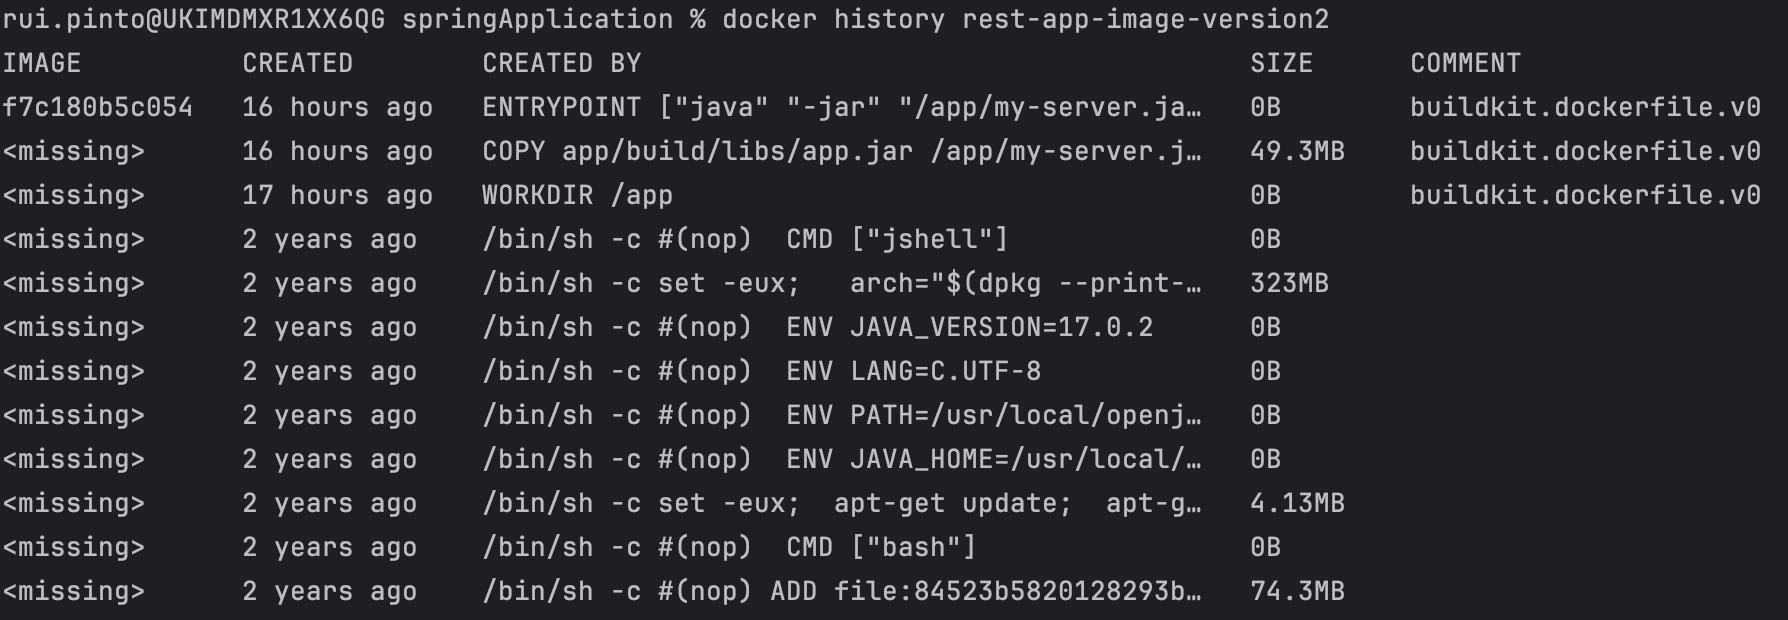 rui.pinto@UKIMDMXR1XX6QG springApplication % docker history rest-app-image-version2
IMAGE          CREATED        CREATED BY                                      SIZE      COMMENT
f7c180b5c054   16 hours ago   ENTRYPOINT ["java" "-jar" "/app/my-server.ja…   0B        buildkit.dockerfile.v0
<missing>      16 hours ago   COPY app/build/libs/app.jar /app/my-server.j…   49.3MB    buildkit.dockerfile.v0
<missing>      17 hours ago   WORKDIR /app                                    0B        buildkit.dockerfile.v0
<missing>      2 years ago    /bin/sh -c #(nop)  CMD ["jshell"]               0B
<missing>      2 years ago    /bin/sh -c set -eux;   arch="$(dpkg --print-…   323MB
<missing>      2 years ago    /bin/sh -c #(nop)  ENV JAVA_VERSION=17.0.2      0B
<missing>      2 years ago    /bin/sh -c #(nop)  ENV LANG=C.UTF-8             0B
<missing>      2 years ago    /bin/sh -c #(nop)  ENV PATH=/usr/local/openj…   0B
<missing>      2 years ago    /bin/sh -c #(nop)  ENV JAVA_HOME=/usr/local/…   0B
<missing>      2 years ago    /bin/sh -c set -eux;  apt-get update;  apt-g…   4.13MB
<missing>      2 years ago    /bin/sh -c #(nop)  CMD ["bash"]                 0B
<missing>      2 years ago    /bin/sh -c #(nop) ADD file:84523b5820128293b…   74.3MB